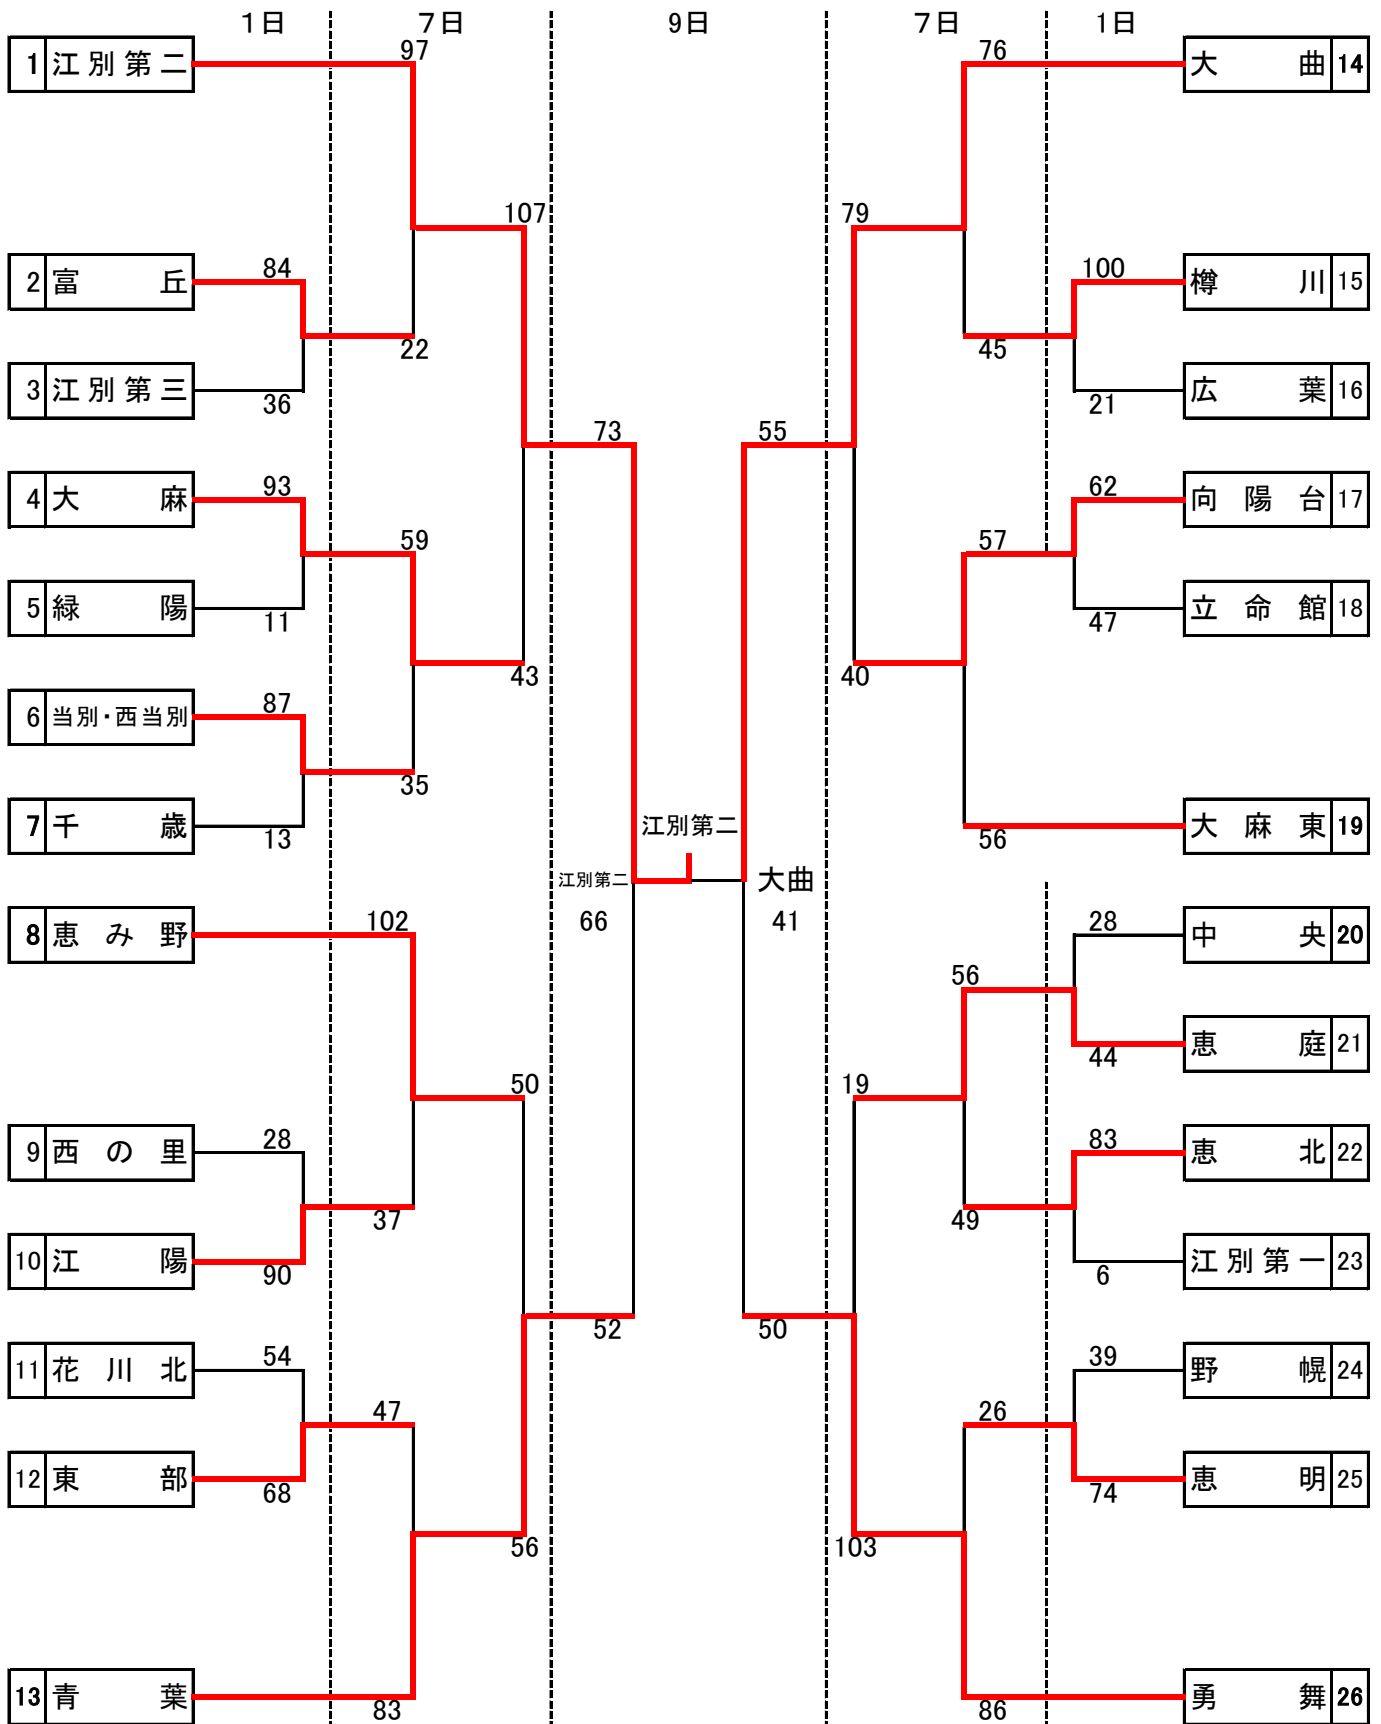 1日 7日 9日 7日 1日
97 76
1 江別第二 大曲 14
107 79
84 100
2 富丘 樽川 15
22 45
3 江別第三 広葉 16
36 21
73 55
93 62
4 大麻 向陽台 17
59 57
5 緑陽 立命館 18
11 47
43 40
87
6 当別・西当別
35
7 千歳 江別第二 大麻東 19
13 56
江別第二 大曲
102 66 41 28
8 恵み野 中央 20
56
恵庭 21
44
50 19
28 83
9 西の里 恵北 22
37 49
10 江陽 江別第一 23
90 6
52 50
54 39
11 花川北 野幌 24
47 26
12 東部 恵明 25
68 74
56 103
13 青葉 勇舞 26
83 86